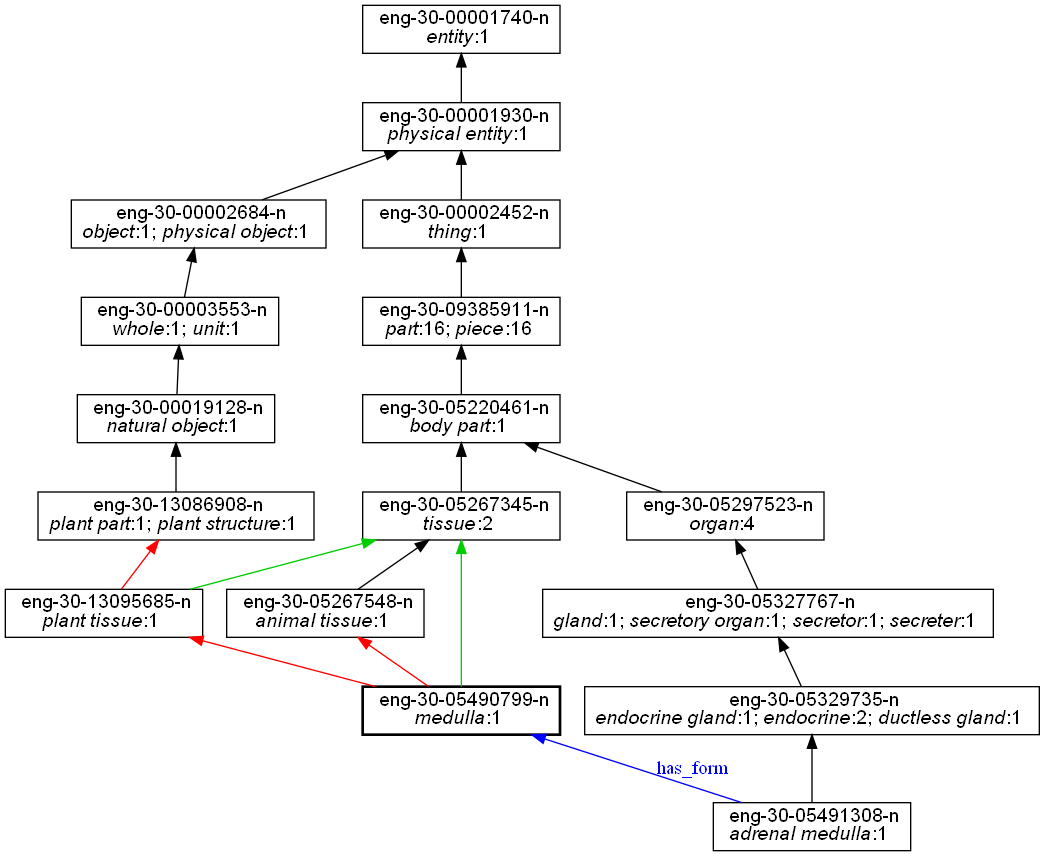 eng-30-00001740-n
entity:1
eng-30-00001930-n
physical entity:1
eng-30-00002684-n
object:1; physical object:1
eng-30-00002452-n
thing:1
eng-30-00003553-n
whole:1; unit:1
eng-30-09385911-n
part:16; piece:16
eng-30-00019128-n
natural object:1
eng-30-05220461-n
body part:1
eng-30-13086908-n
plant part:1; plant structure:1
eng-30-05267345-n
tissue:2
eng-30-05297523-n
organ:4
eng-30-13095685-n
plant tissue:1
eng-30-05267548-n
animal tissue:1
eng-30-05327767-n
gland:1; secretory organ:1; secretor:1; secreter:1
eng-30-05490799-n
medulla:1
eng-30-05329735-n
endocrine gland:1; endocrine:2; ductless gland:1
has_form
eng-30-05491308-n
adrenal medulla:1